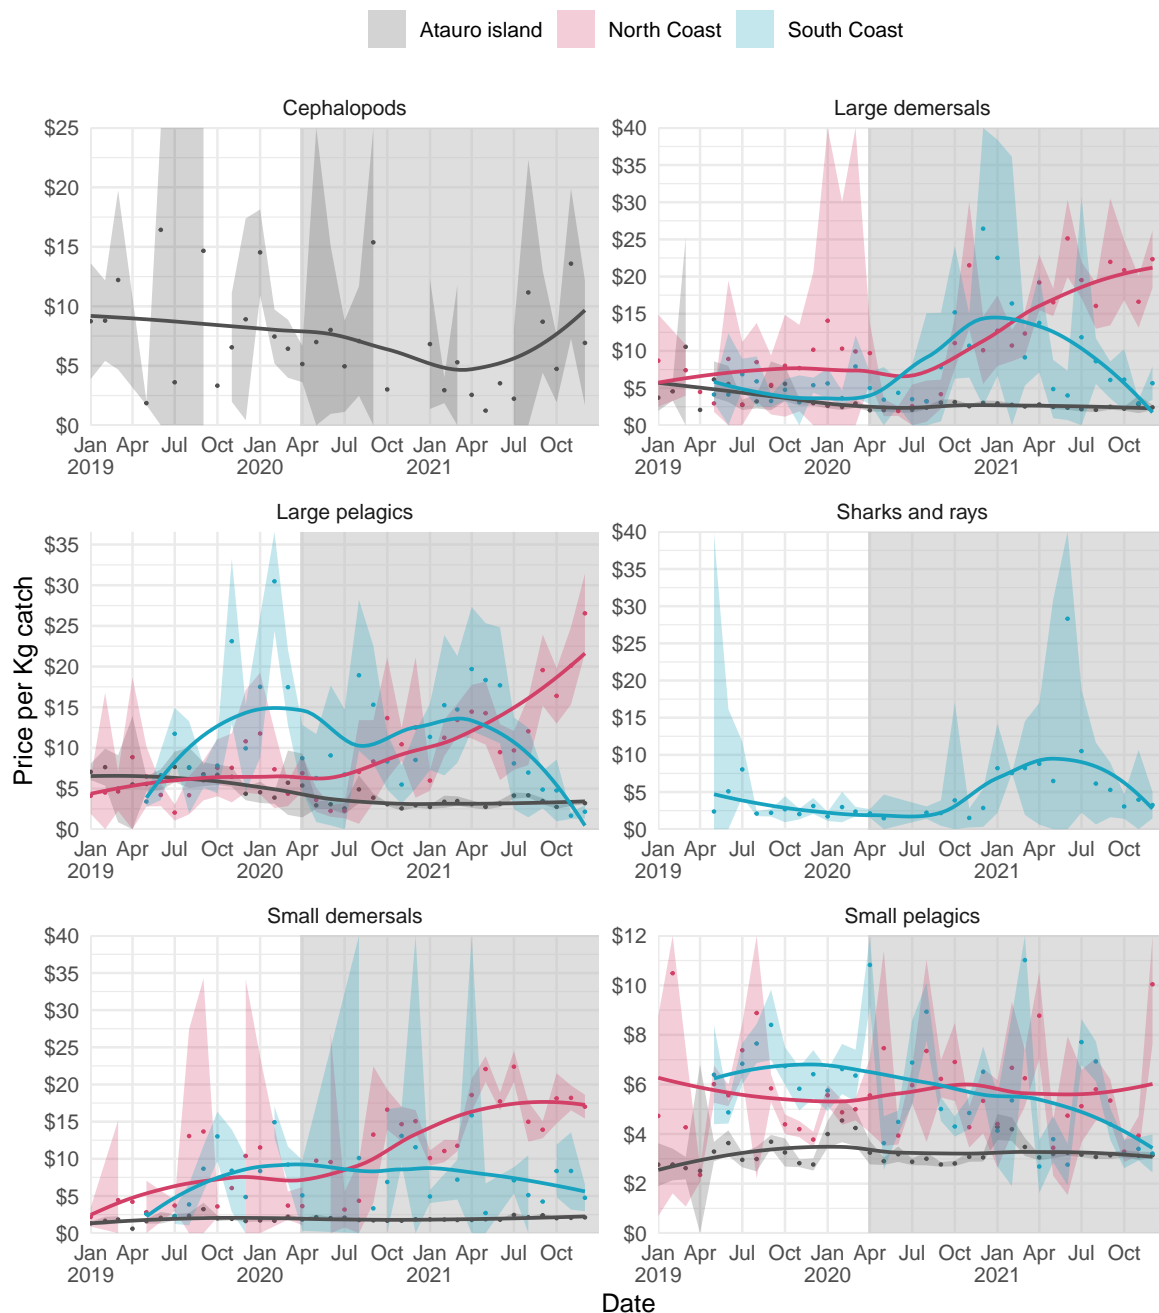 Atauro island North Coast South Coast
Cephalopods Large demersals
$25
$20
$15
$10
$5
$0
Jan Apr Jul Oct Jan Apr Jul Oct Jan Apr Jul Oct
2019 2020 2021
$40
$35
$30
$25
$20
$15
$10
$5
$0
Jan Apr Jul Oct Jan Apr Jul Oct Jan Apr Jul Oct
2019 2020 2021
Price per Kg catch
Large pelagics Sharks and rays
$35
$30
$25
$20
$15
$10
$5
$0
Jan Apr Jul Oct Jan Apr Jul Oct Jan Apr Jul Oct
2019 2020 2021
$40
$35
$30
$25
$20
$15
$10
$5
$0
Jan Apr Jul Oct Jan Apr Jul Oct Jan Apr Jul Oct
2019 2020 2021
Small demersals Small pelagics
$40
$35
$30
$25
$20
$15
$10
$5
$0
Jan Apr Jul Oct Jan Apr Jul Oct Jan Apr Jul Oct
2019 2020 2021
$12
$10
$8
$6
$4
$2
$0
Jan Apr Jul Oct Jan Apr Jul Oct Jan Apr Jul Oct
2019 2020 2021
Date